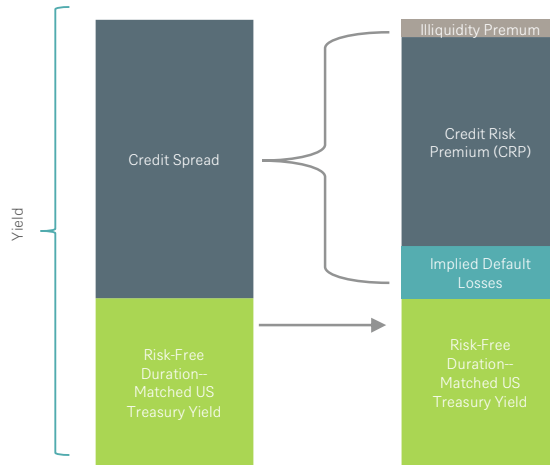 Yield
Credit Spread
Risk-Free
Duration–
Matched US
Treasury Yield
Illiquidity Premum
Credit Risk
Premium (CRP)
Implied Default
Losses
Risk-Free
Duration–
Matched US
Treasury Yield